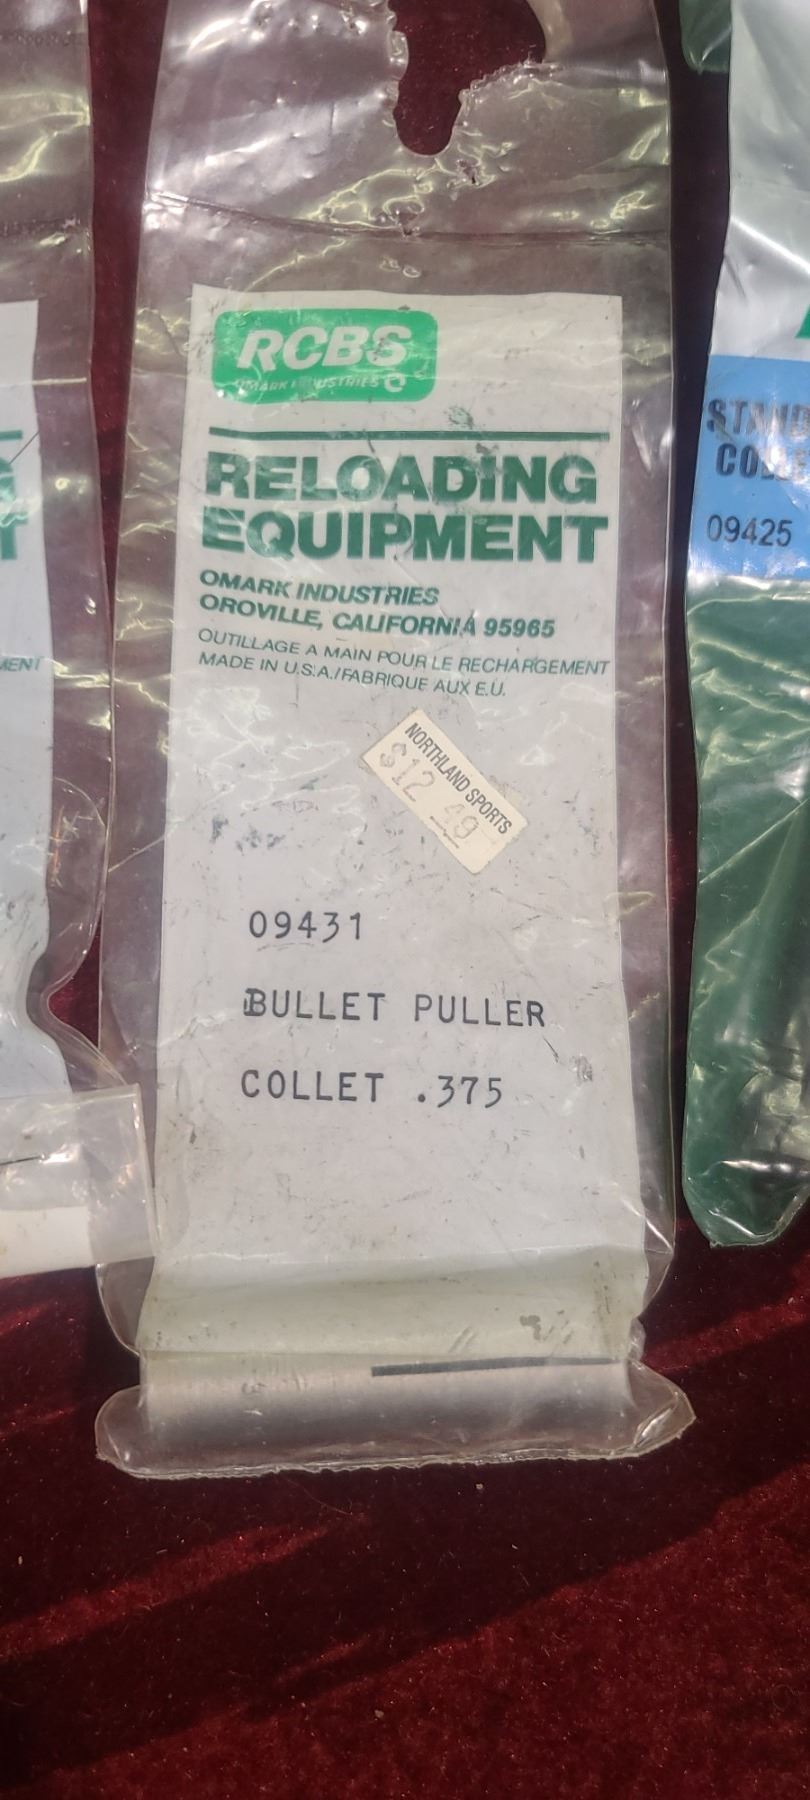 RCBS
OMARK INDUSTRIES
RELOADING
EQUIPMENT
OMARK INDUSTRIES
OROVILLE, CALIFORNIA 95965
OUTILLAGE A MAIN POUR LE RECHARGEMENT
MADE IN U.S.A./FABRIQUE AUX E.U.
NORTHLAND SPORTS
$12 49
09431
BULLET PULLER
COLLET .375
09425